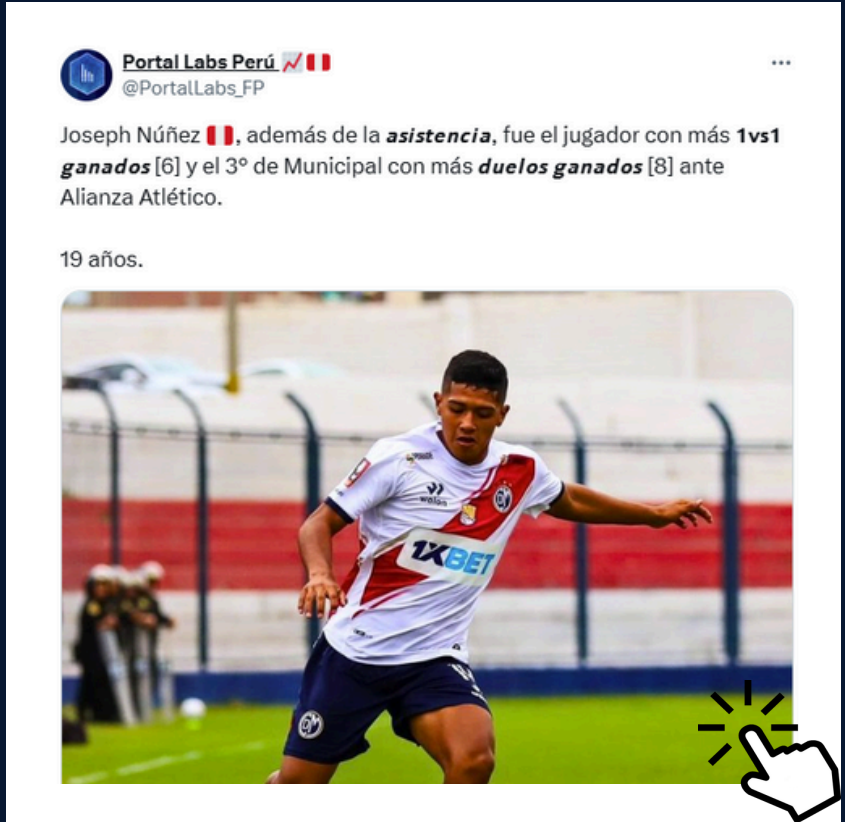 Portal Labs Perú 📈🇵🇪
@PortalLabs_FP
Joseph Núñez 🇵🇪, además de la asistencia, fue el jugador con más 1vs1
ganados [6] y el 3° de Municipal con más duelos ganados [8] ante
Alianza Atlético.
19 años.
walon
1XBET